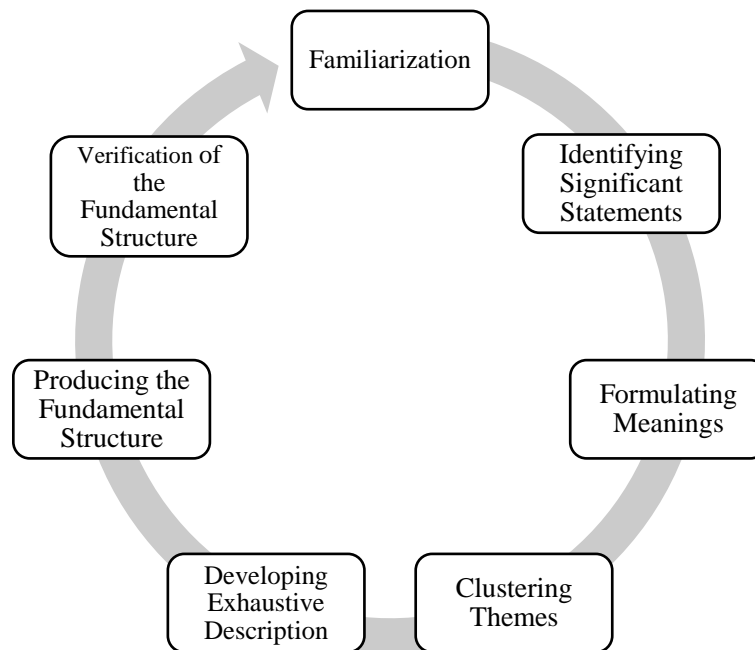 Familiarization
Identifying
Significant
Statements
Formulating
Meanings
Clustering
Themes
Developing
Exhaustive
Description
Producing the
Fundamental
Structure
Verification of
the
Fundamental
Structure